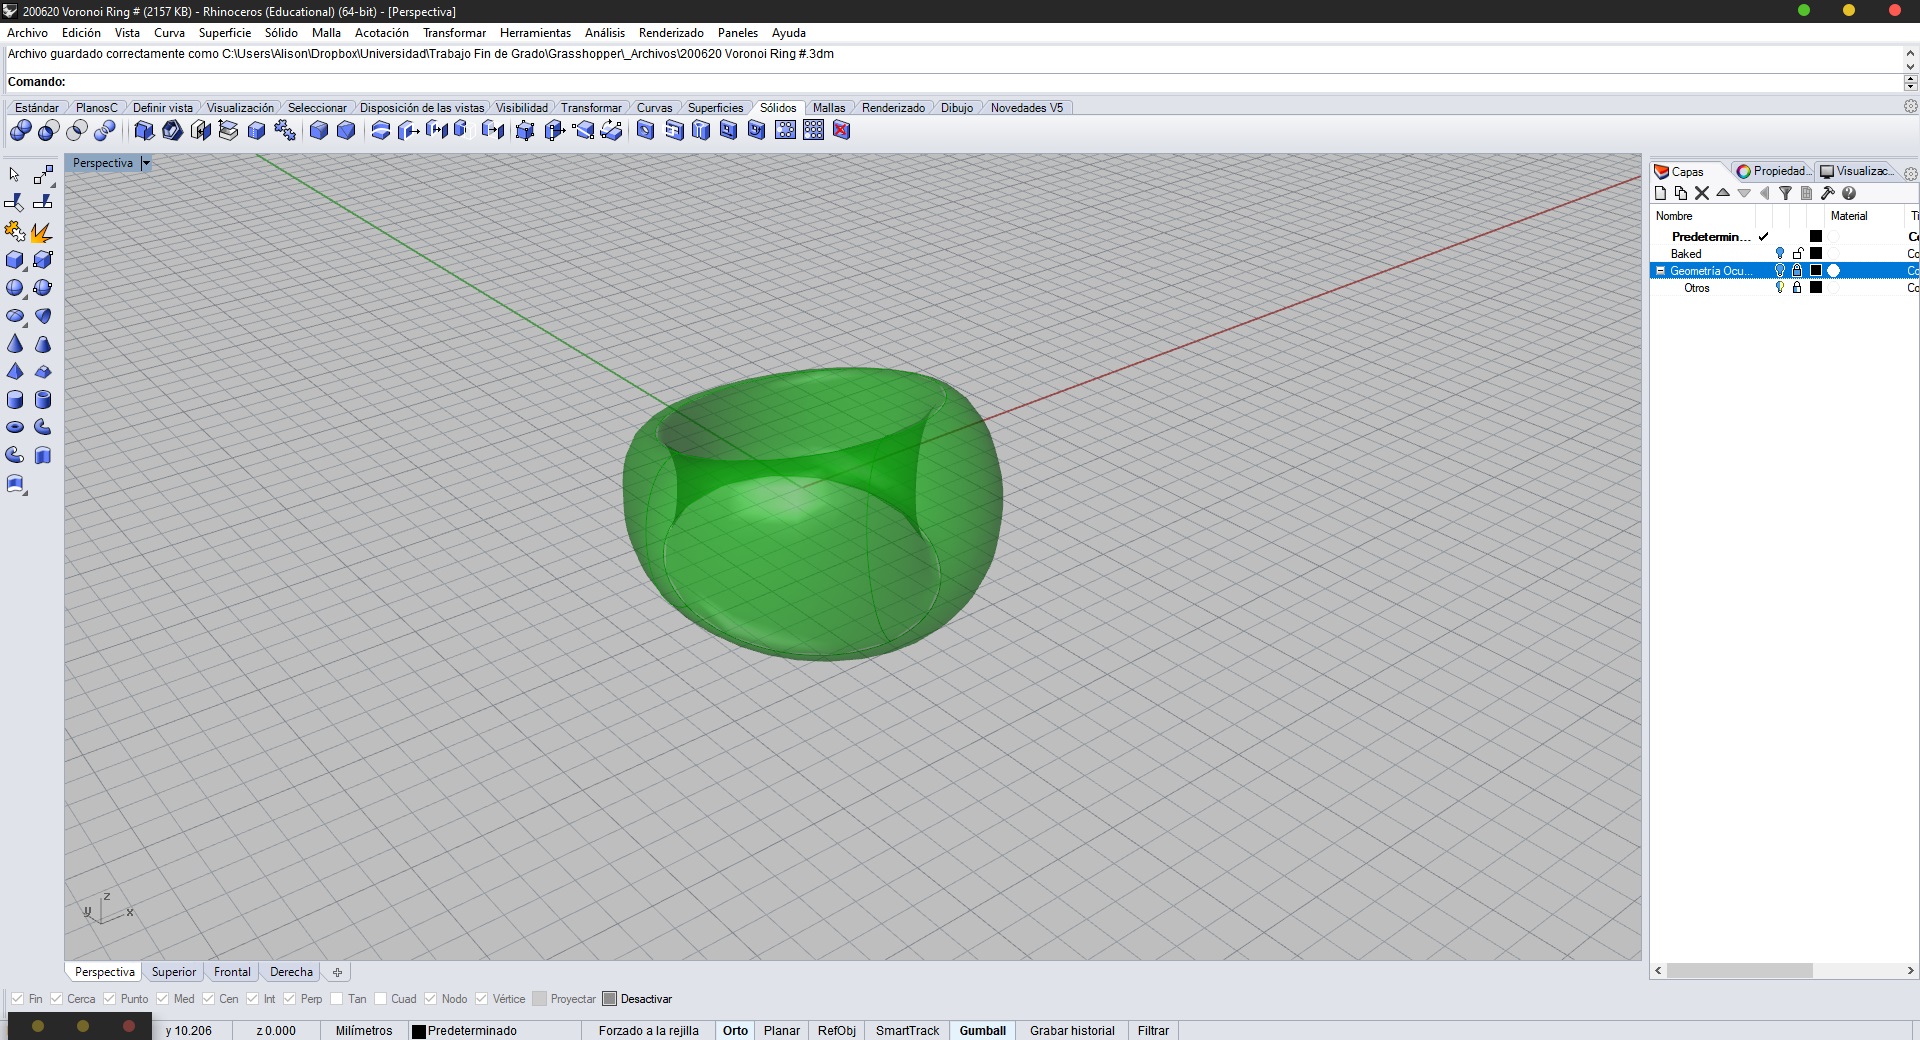 200620 Voronoi Ring # (2157 KB) - Rhinoceros (Educational) (64-bit) - [Perspectiva]
Archivo Edición Vista Curva Superficie Sólido Malla Acotación Transformar Herramientas Análisis Renderizado Paneles Ayuda
Archivo guardado correctamente como C:\Users\Alison\Dropbox\Universidad\Trabajo Fin de Grado\Grasshopper\_Archivos\200620 Voronoi Ring #.3dm
Comando:
Estándar PlanosC Definir vista Visualización Seleccionar Disposición de las vistas Visibilidad Transformar Curvas Superficies Sólidos Mallas Renderizado Dibujo Novedades V5
Perspectiva
Capas Propiedad... Visualizac...
Nombre Material Ti
Predetermin... Co
Baked Co
Geometría Ocu... Co
Otros Co
z
y x
Perspectiva Superior Frontal Derecha
Fin Cerca Punto Med Cen Int Perp Tan Cuad Nodo Vértice Proyectar Desactivar
y 10.206 z 0.000 Milímetros Predeterminado Forzado a la rejilla Orto Planar RefObj SmartTrack Gumball Grabar historial Filtrar